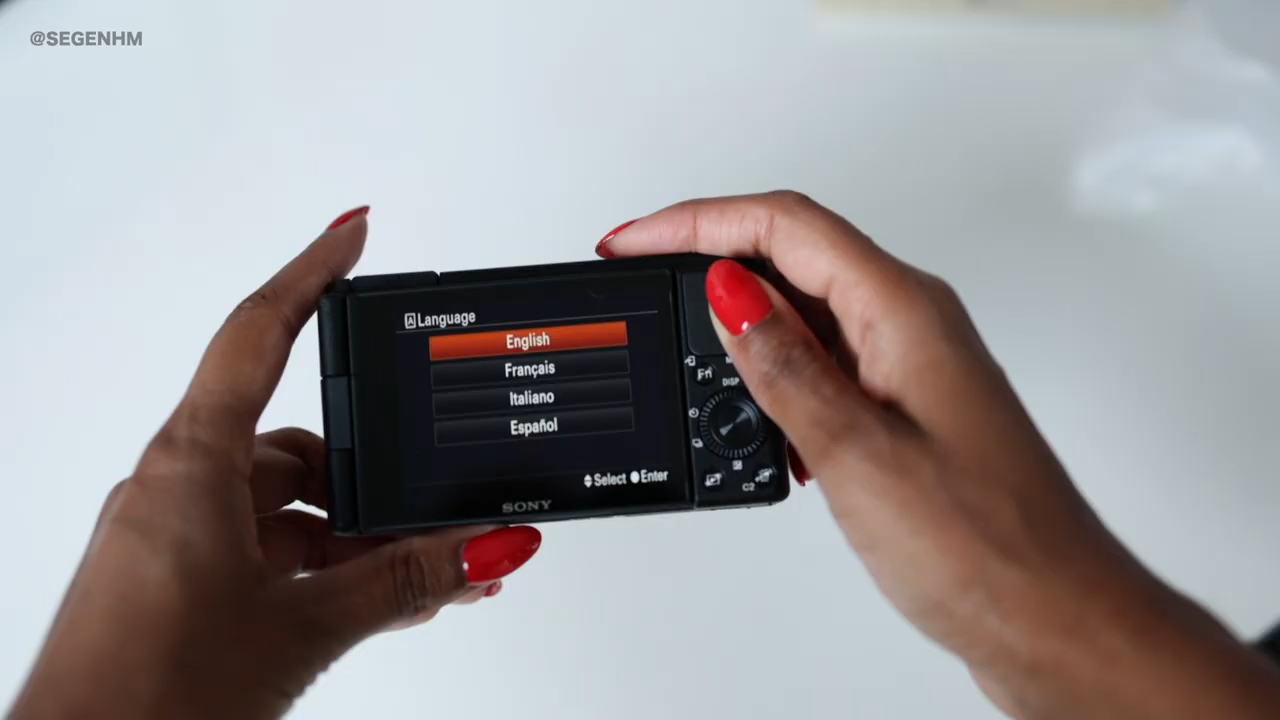 @SEGENHM
Language
English
Français
Italiano
Español
Select Enter
SONY
Fn
DISP
C2